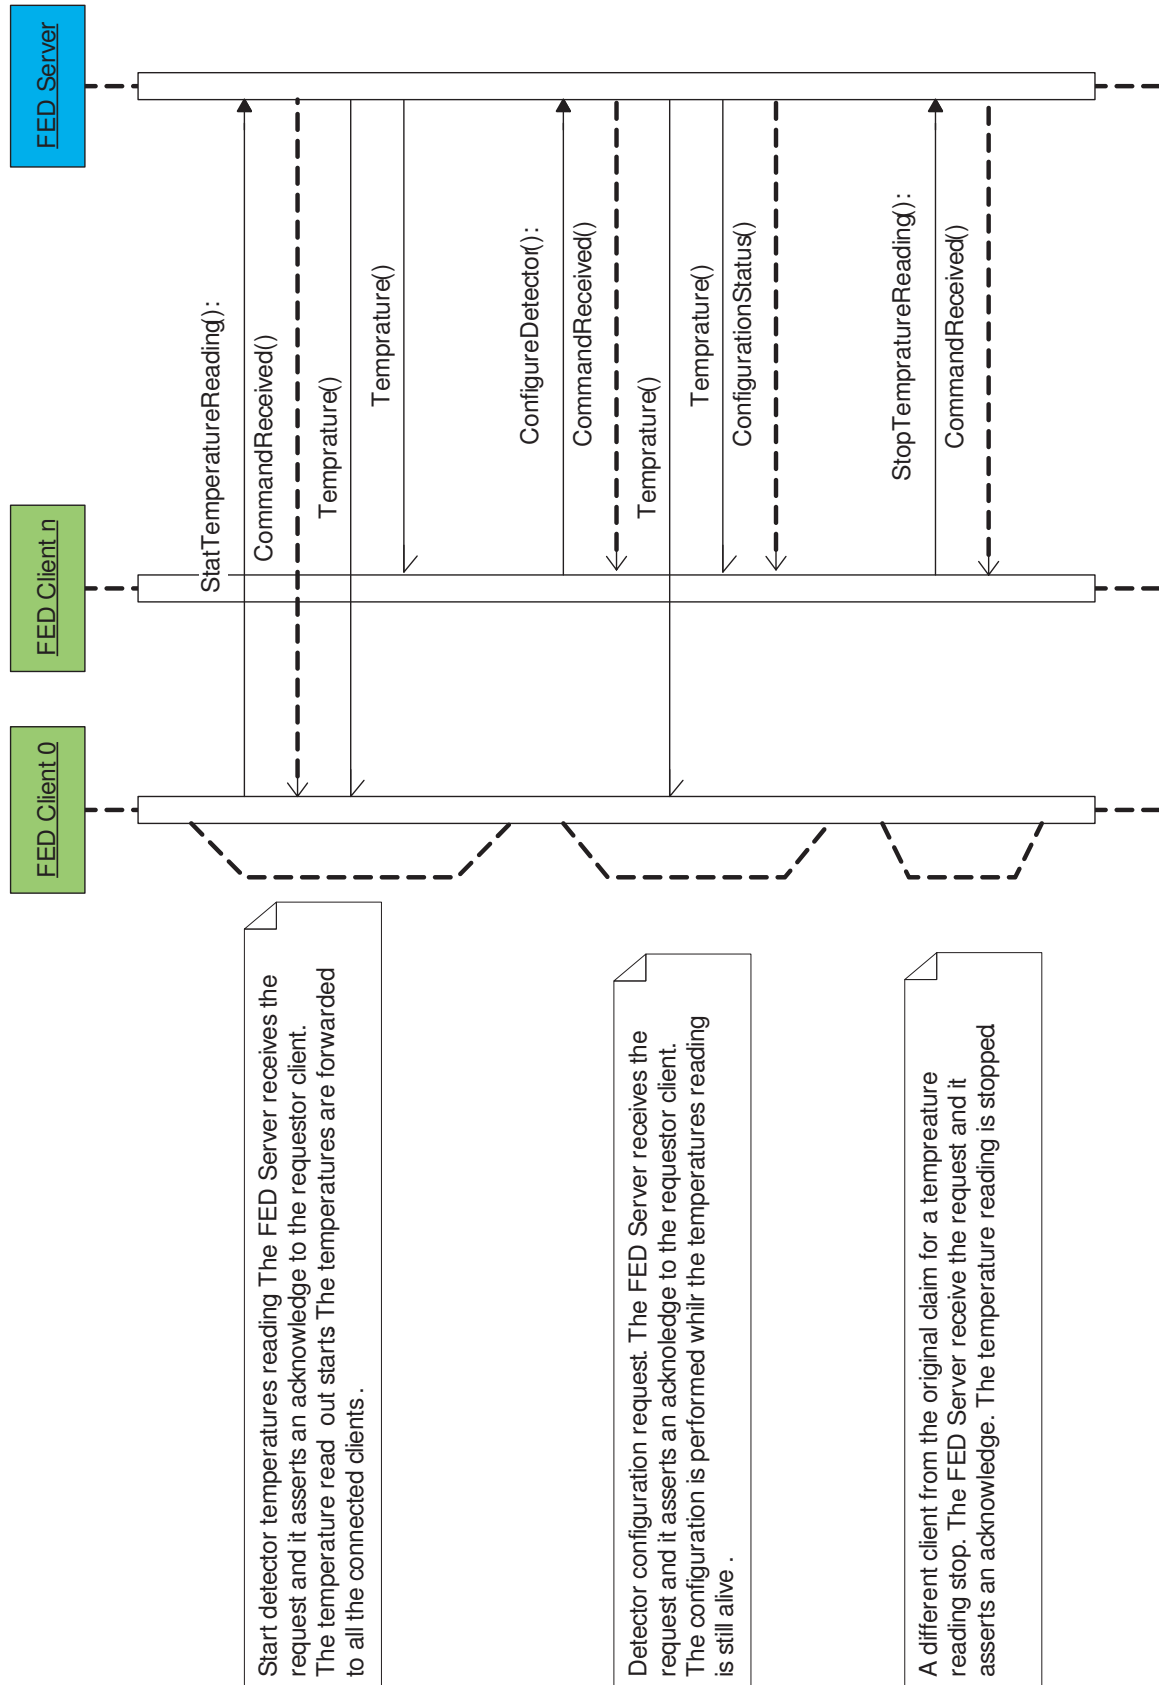 FED Client 0
FED Client n
FED Server
StatTemperatureReading():
CommandReceived()
Temprature()
Temprature()
ConfigureDetector():
CommandReceived()
Temprature()
Temprature()
ConfigurationStatus()
StopTempratureReading():
CommandReceived()
Start detector temperatures reading The FED Server receives the
request and it asserts an acknowledge to the requestor client.
The temperature read out starts The temperatures are forwarded
to all the connected clients .
Detector configuration request. The FED Server receives the
request and it asserts an acknoledge to the requestor client.
The configuration is performed whilr the temperatures reading
is still alive .
A different client from the original claim for a tempreature
reading stop. The FED Server receive the request and it
asserts an acknowledge. The temperature reading is stopped